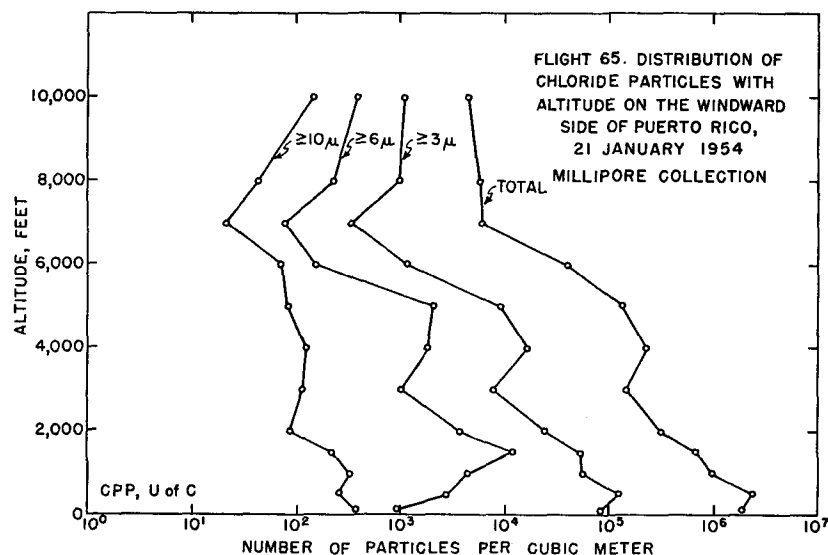 FLIGHT 65. DISTRIBUTION OF
CHLORIDE PARTICLES WITH
ALTITUDE ON THE WINDWARD
SIDE OF PUERTO RICO,
21 JANUARY 1954
MILLIPORE COLLECTION
10,000
8,000
6,000
4,000
2,000
0
ALTITUDE, FEET
≥10μ
≥6μ
≥3μ
TOTAL
CPP, U of C
10⁰ 10¹ 10² 10³ 10⁴ 10⁵ 10⁶ 10⁷
NUMBER OF PARTICLES PER CUBIC METER